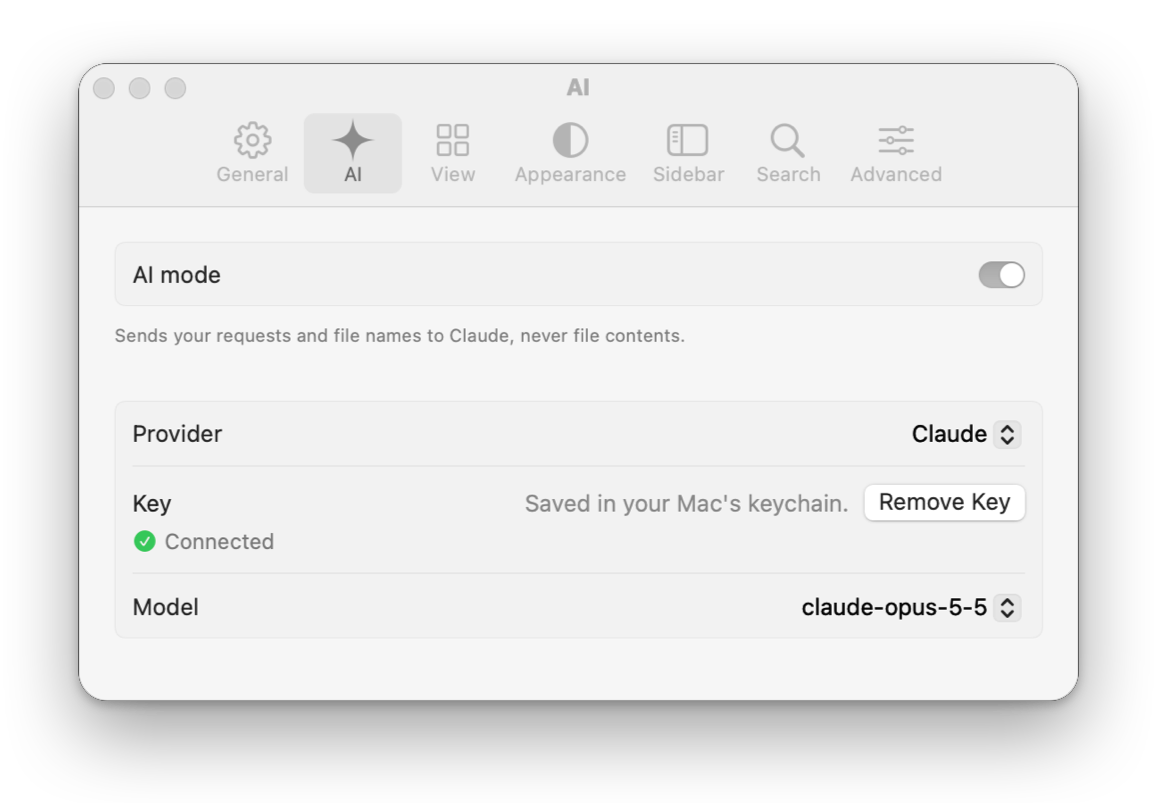 AI
General AI View Appearance Sidebar Search Advanced
AI mode
Sends your requests and file names to Claude, never file contents.
Provider Claude
Key Saved in your Mac's keychain. Remove Key
Connected
Model claude-opus-5-5